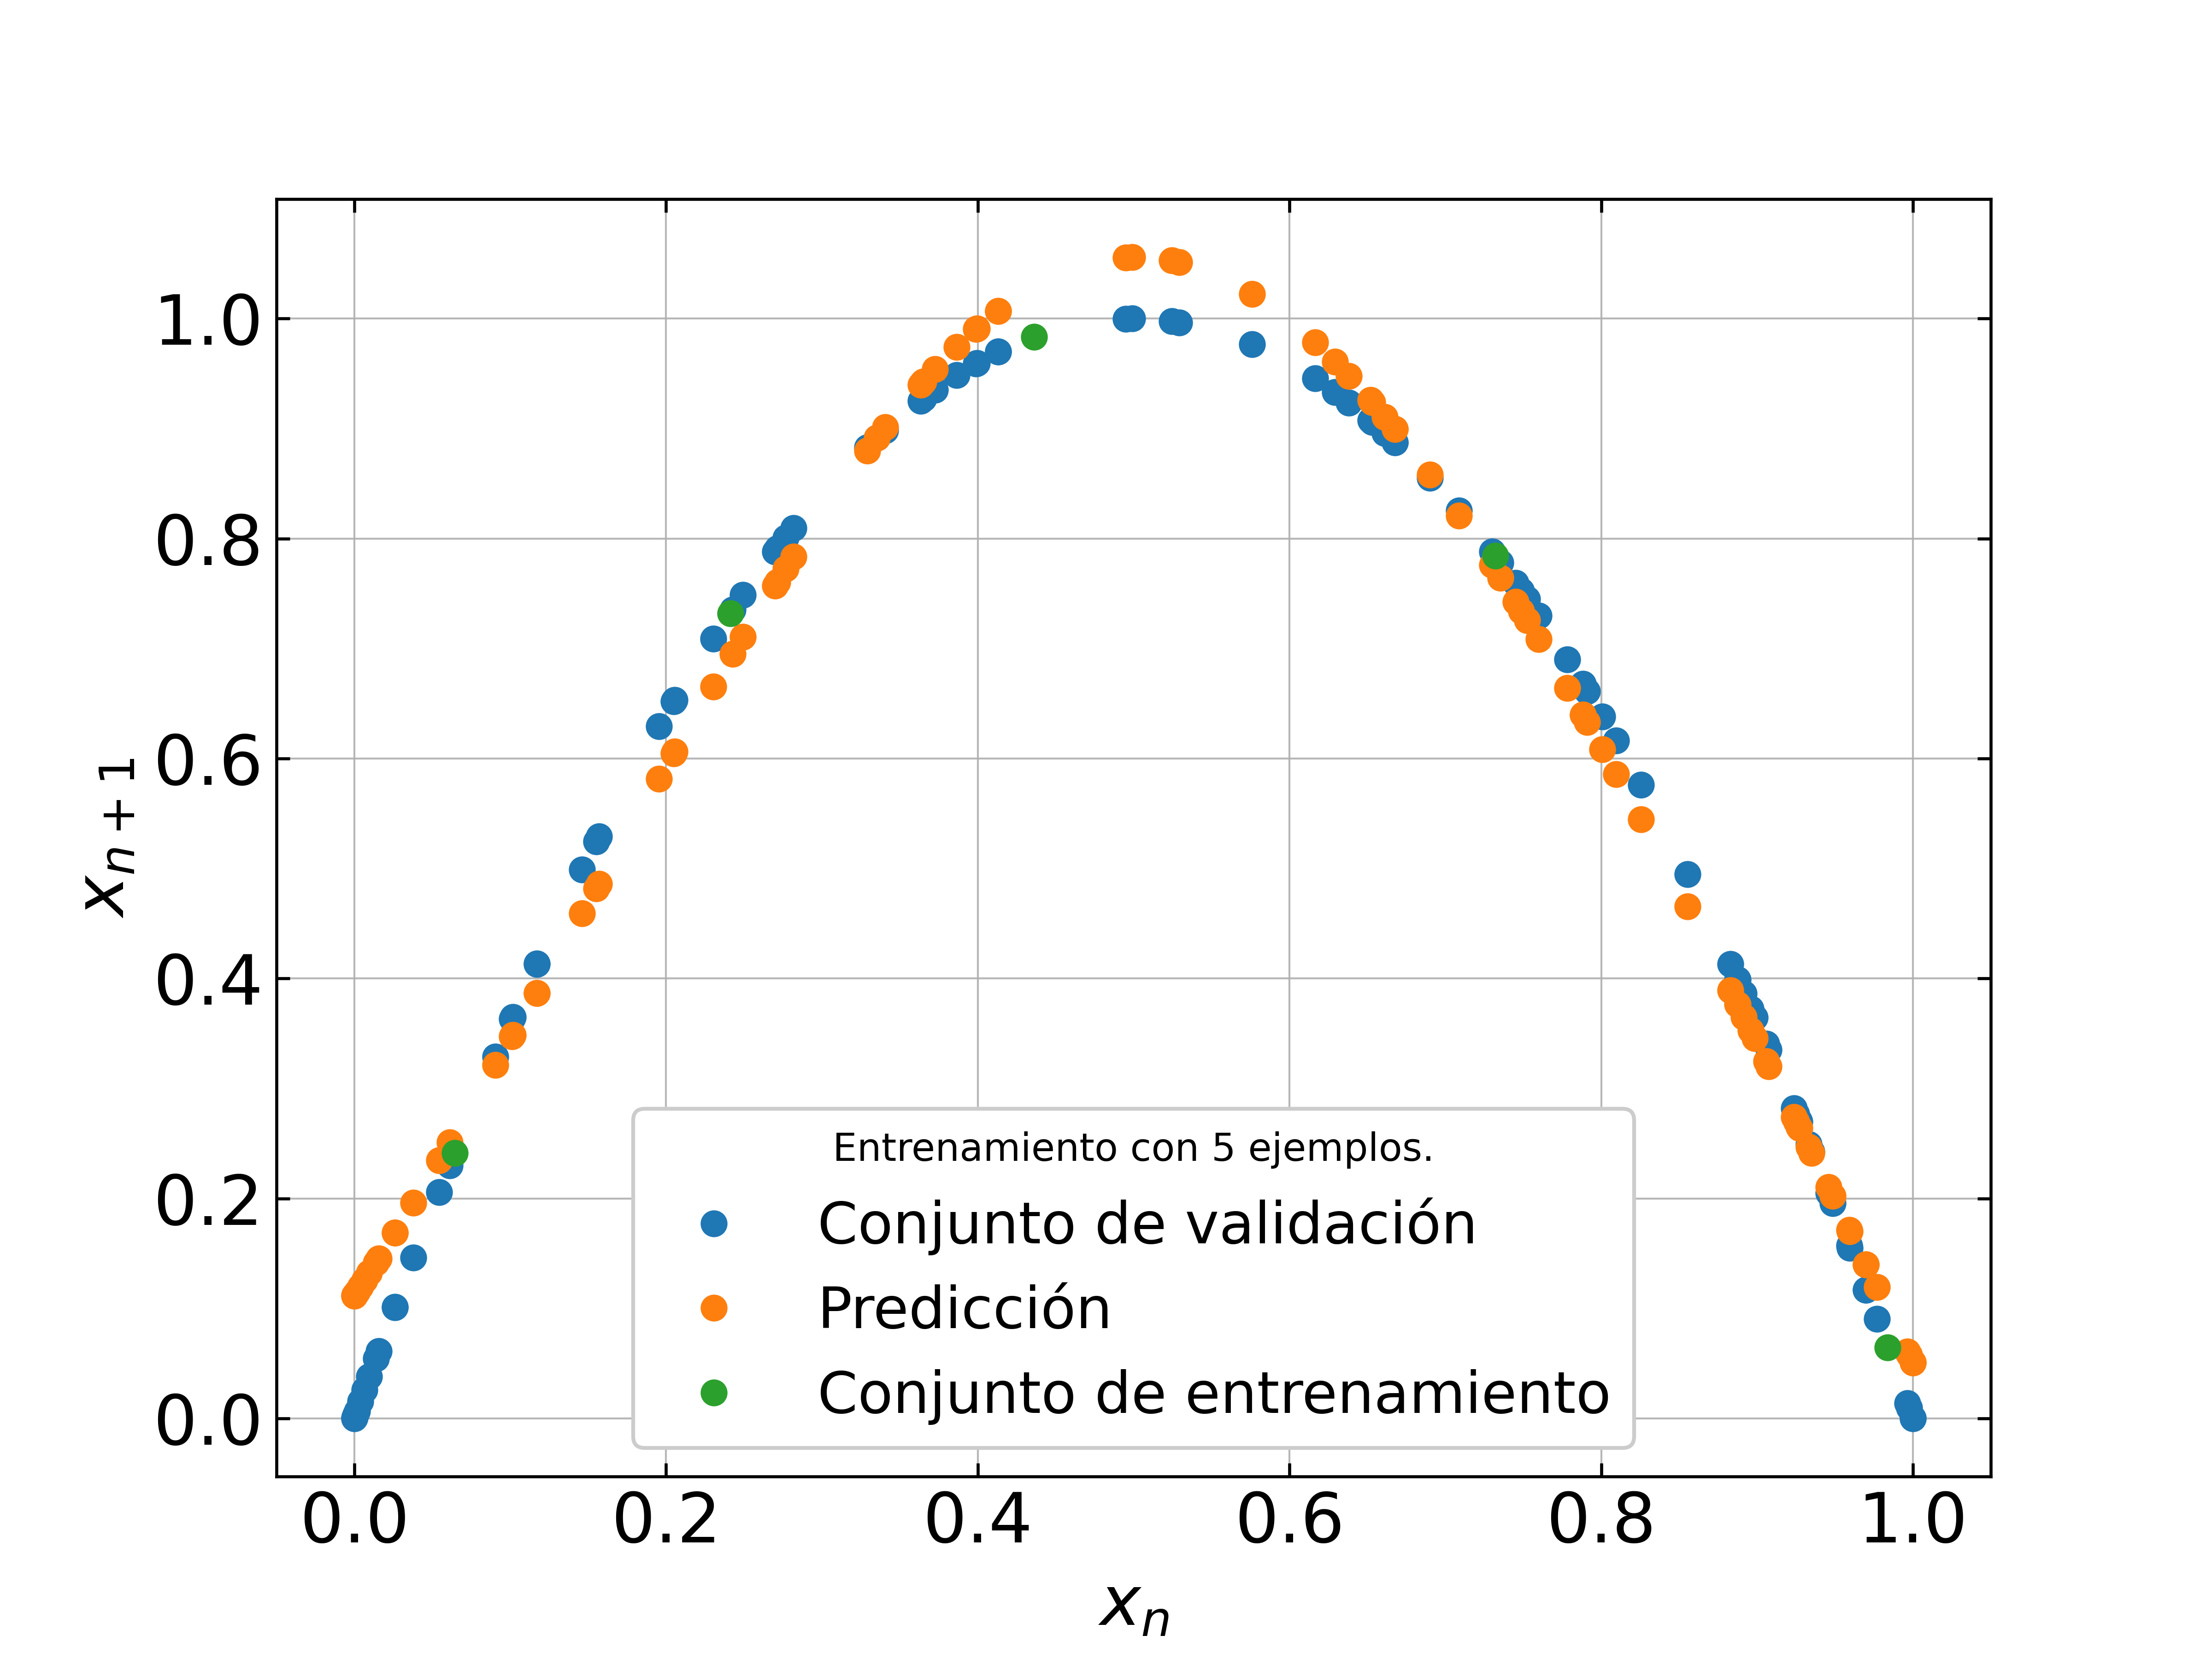 1.0
0.8
0.6
0.4
0.2
0.0
x_{n+1}
Entrenamiento con 5 ejemplos.
Conjunto de validación
Predicción
Conjunto de entrenamiento
0.0 0.2 0.4 0.6 0.8 1.0
x_n